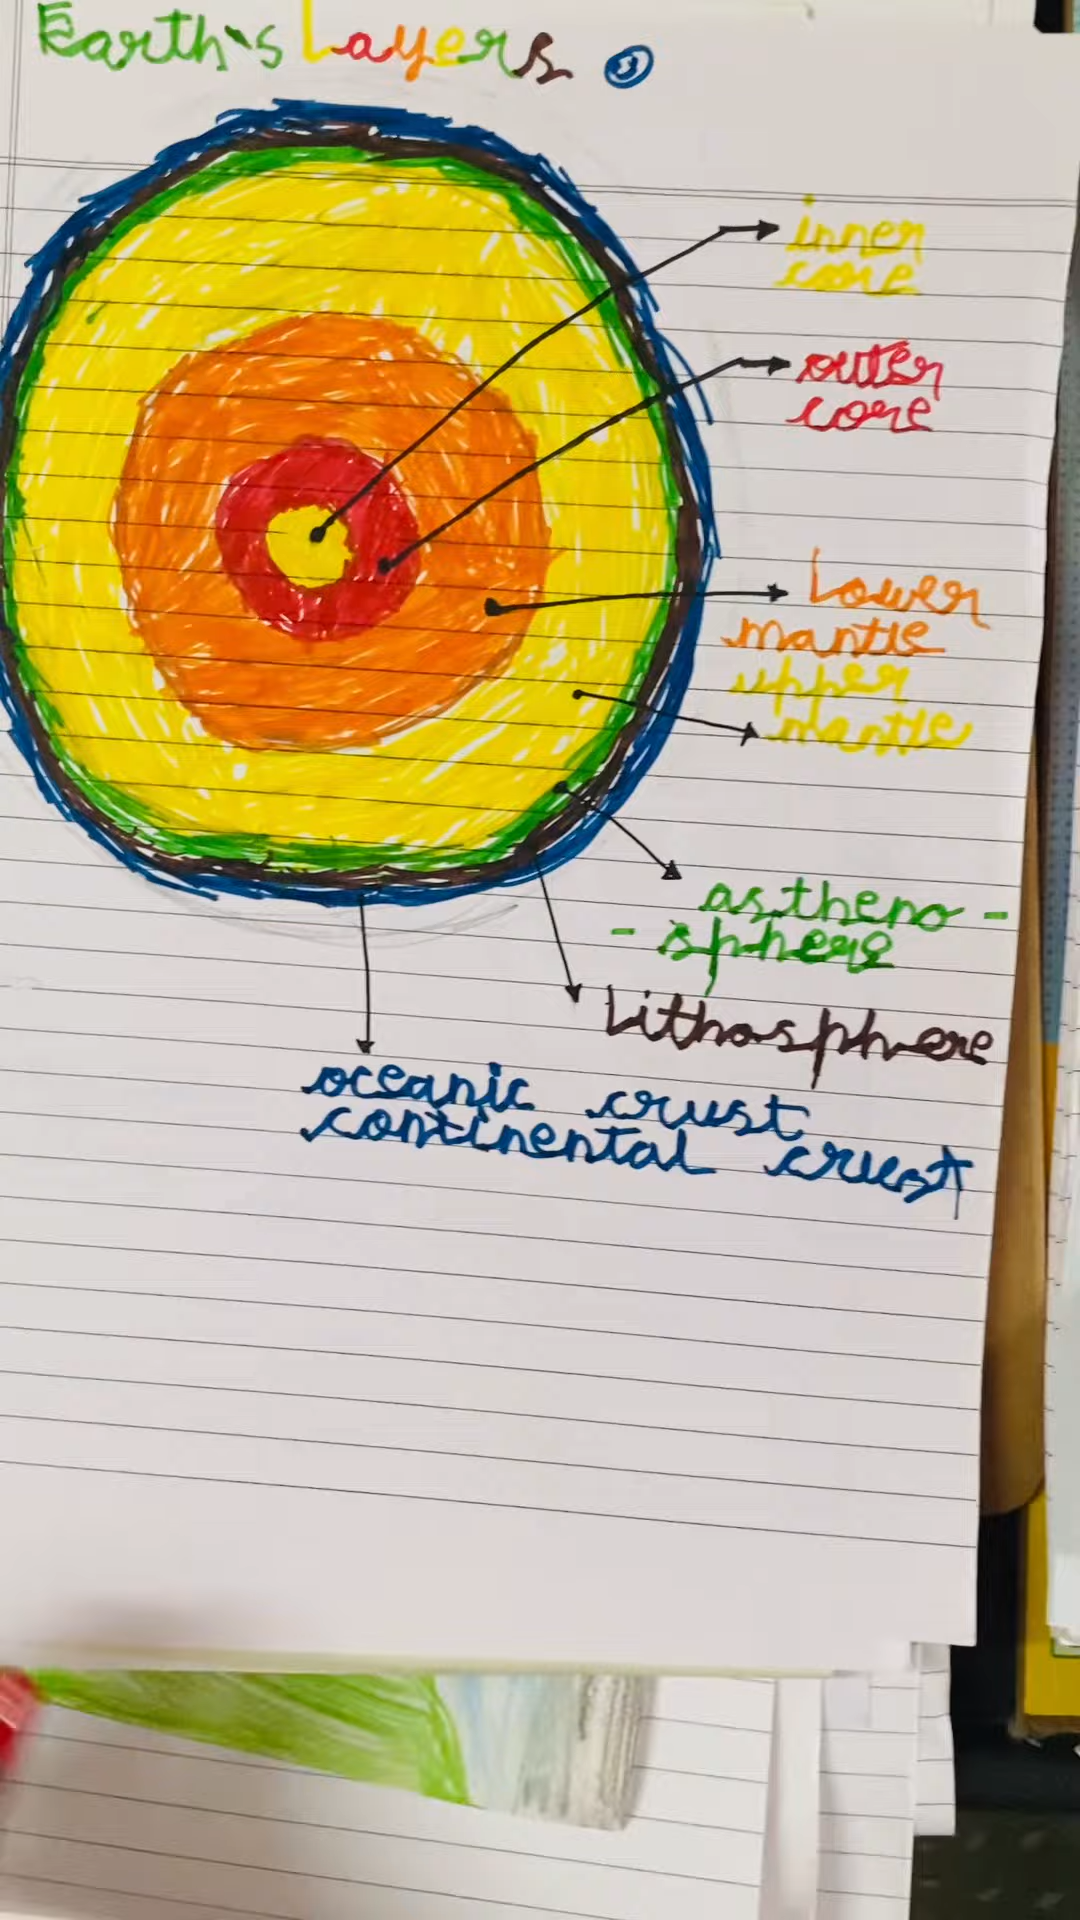 Earth's Layers
inner
core
outer
core
Lower
mantle
upper
mantle
astheno-
-sphere
Lithosphere
oceanic crust
continental crust